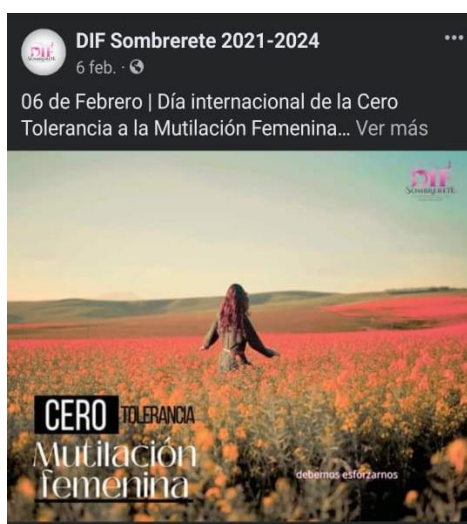 DIF Sombrerete 2021-2024
6 feb.
06 de Febrero | Día internacional de la Cero
Tolerancia a la Mutilación Femenina... Ver más
DIF
SOMBRERETE
CERO TOLERANCIA
Mutilación
femenina
debemos esforzarnos